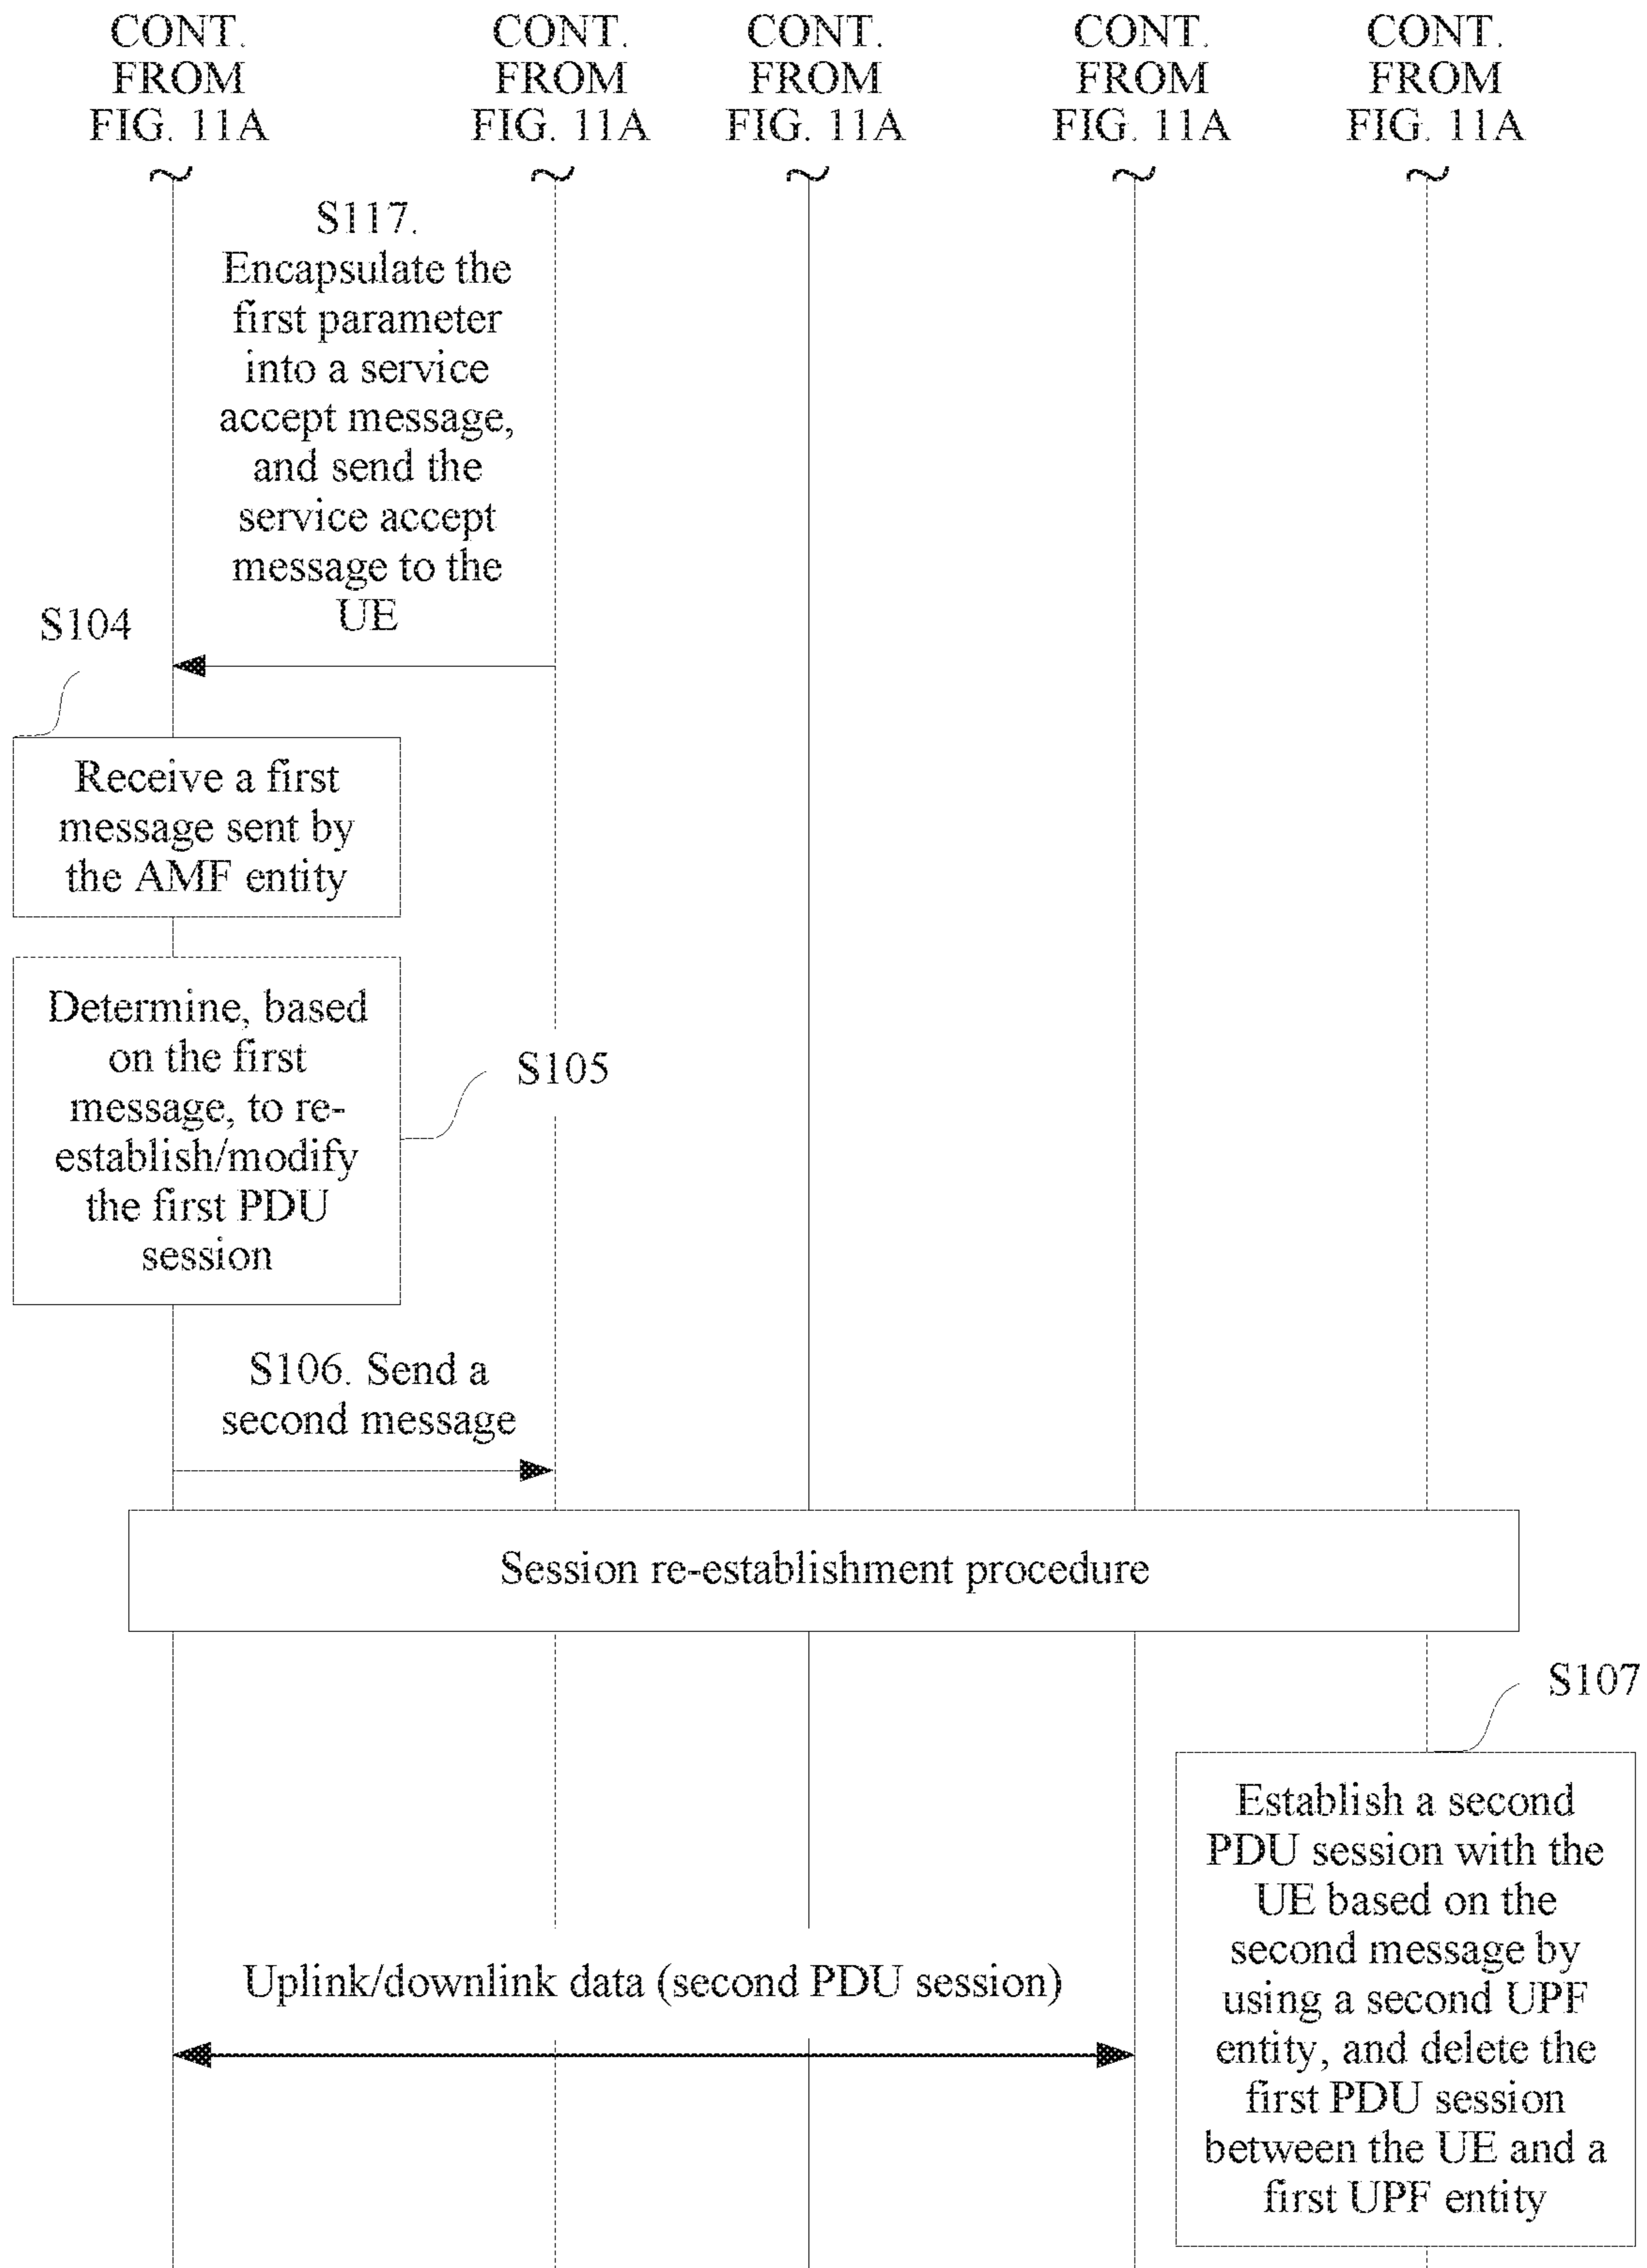 CONT.
FROM
FIG. 11A
CONT.
FROM
FIG. 11A
CONT.
FROM
FIG. 11A
CONT.
FROM
FIG. 11A
CONT.
FROM
FIG. 11A
S117.
Encapsulate the
first parameter
into a service
accept message,
and send the
service accept
message to the
UE
S104
Receive a first
message sent by
the AMF entity
Determine, based
on the first
message, to re-
establish/modify
the first PDU
session
S105
S106. Send a
second message
Session re-establishment procedure
S107
Establish a second
PDU session with the
UE based on the
second message by
using a second UPF
entity, and delete the
first PDU session
between the UE and a
first UPF entity
Uplink/downlink data (second PDU session)